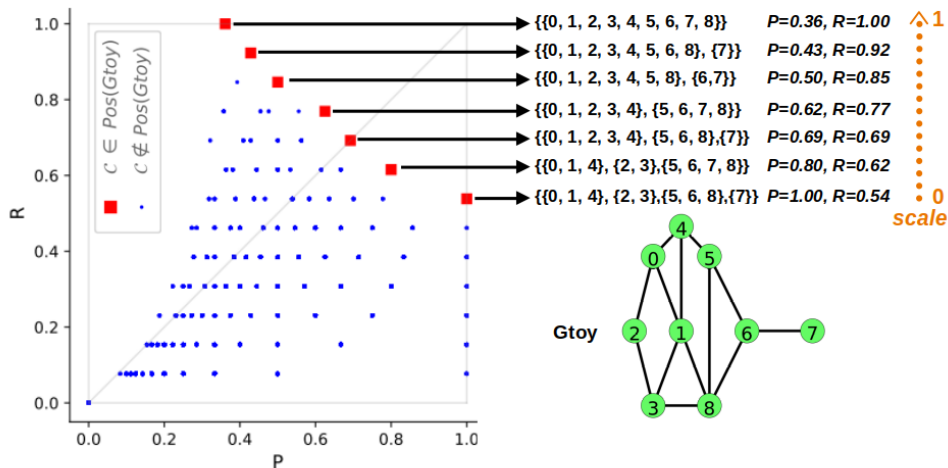 {{0, 1, 2, 3, 4, 5, 6, 7, 8}} P=0.36, R=1.00
{{0, 1, 2, 3, 4, 5, 6, 8}, {7}} P=0.43, R=0.92
{{0, 1, 2, 3, 4, 5, 8}, {6,7}} P=0.50, R=0.85
{{0, 1, 2, 3, 4}, {5, 6, 7, 8}} P=0.62, R=0.77
{{0, 1, 2, 3, 4}, {5, 6, 8},{7}} P=0.69, R=0.69
{{0, 1, 4}, {2, 3},{5, 6, 7, 8}} P=0.80, R=0.62
{{0, 1, 4}, {2, 3},{5, 6, 8},{7}} P=1.00, R=0.54
1
0
scale
C ∈ Pos(Gtoy)
C ∉ Pos(Gtoy)
1.0
0.8
0.6
0.4
0.2
0.0
R
0.0 0.2 0.4 0.6 0.8 1.0
P
Gtoy
4
0 5
2 1 6 7
3 8